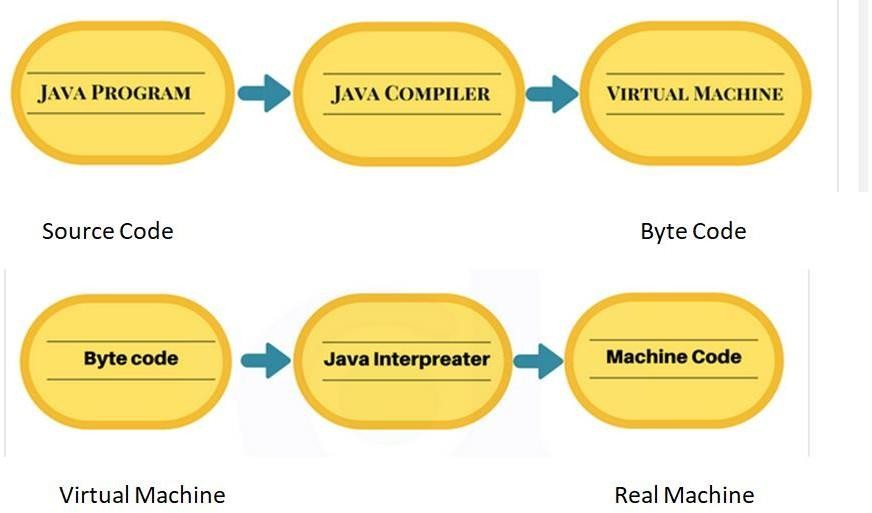 JAVA PROGRAM
JAVA COMPILER
VIRTUAL MACHINE
Source Code
Byte Code
Byte code
Java Interpreater
Machine Code
Virtual Machine
Real Machine